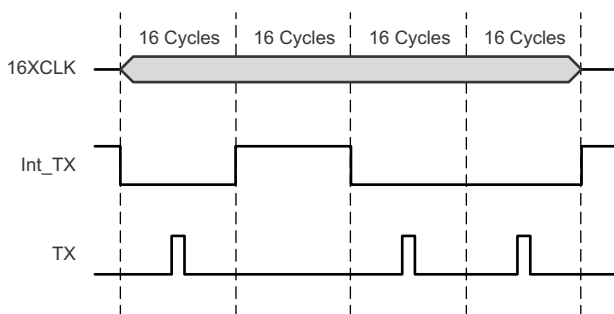 16 Cycles 16 Cycles 16 Cycles 16 Cycles
16XCLK
Int_TX
TX